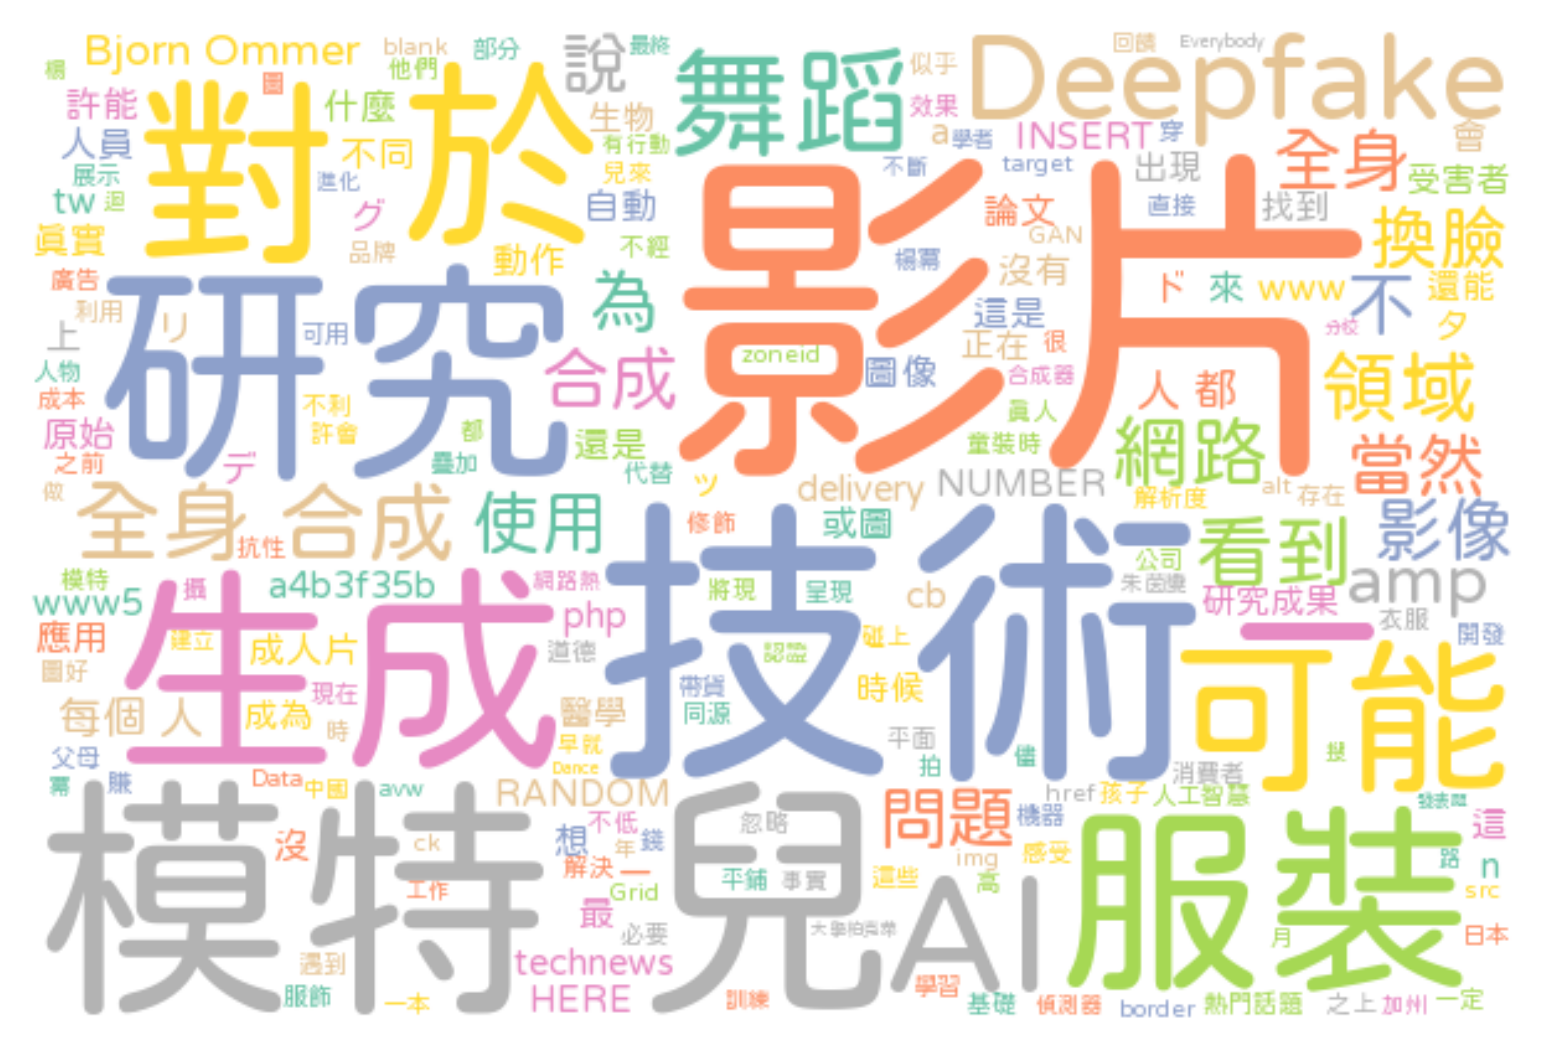 Bjorn Ommer
blank
部分
說
最終
舞蹈
似乎
Deepfake
回饋
Everybody
楊
他們
許能
對於
什麼
生物
效果
a
學者
INSERT
穿
全身
會
人員
不同
有行動
展示
進化
兒來
不斷
target
出現
受害者
tw
迴
グ
自動
影片
論文
直接
找到
換臉
真實
品牌
動作
不經
楊冪
GAN
沒有
廣告
研究
為
ド
來
www
不
還能
利用
リ
可用
這是
上
zoneid
正在
很
分校
夕
人物
合成
圖像
合成器
人
都
領域
成本
不利
真人
原始
許會
都
還是
童裝時
網路
當然
之前
デ
疊加
代替
ツ
delivery
NUMBER
解析度
alt
存在
做
全身
合成
使用
修飾
或圖
影像
抗性
看到
公司
模特
攝
a4b3f35b
網路熱
將現
呈現
cb
朱茵變
amp
www5
生成
php
技術
研究成果
衣服
應用
建立
成人片
道德
認證
碰上
一
開發
圖好
現在
帶貨
時候
可能
每個
人
成為
時
醫學
同源
平面
父母
早就
拍
儘
搜
冪
賺
Data
中國
avw
Dance
RANDOM
消費者
href
孩子
人工智慧
模特兒
沒
ck
想
不低
年
錢
忽略
問題
機器
服裝
這
解決
一
img
感受
路
n
工作
Grid
平鋪
事實
這些
高
src
最
必要
AI
月
日本
遇到
technews
服飾
一本
HERE
訓練
學習
基礎
偵測器
border
熱門話題
之上
加州
一定